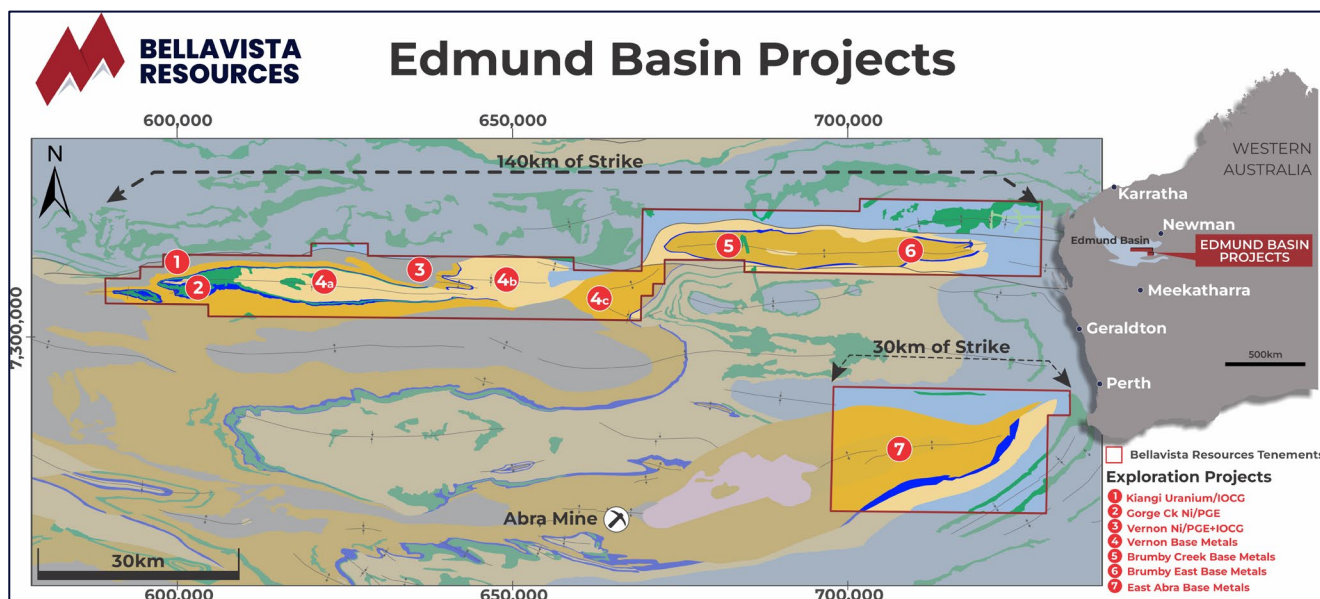 BELLAVISTA
RESOURCES
Edmund Basin Projects
600,000
650,000
700,000
N
140km of Strike
1
2
3
4a
4b
4c
5
6
7,300,000
30km of Strike
7
Abra Mine
30km
600,000
650,000
700,000
WESTERN
AUSTRALIA
Karratha
Newman
Edmund Basin
EDMUND BASIN
PROJECTS
Meekatharra
Geraldton
500km
Perth
Bellavista Resources Tenements
Exploration Projects
1 Kiangi Uranium/IOCG
2 Gorge Ck Ni/PGE
3 Vernon Ni/PGE+IOCG
4 Vernon Base Metals
5 Brumby Creek Base Metals
6 Brumby East Base Metals
7 East Abra Base Metals